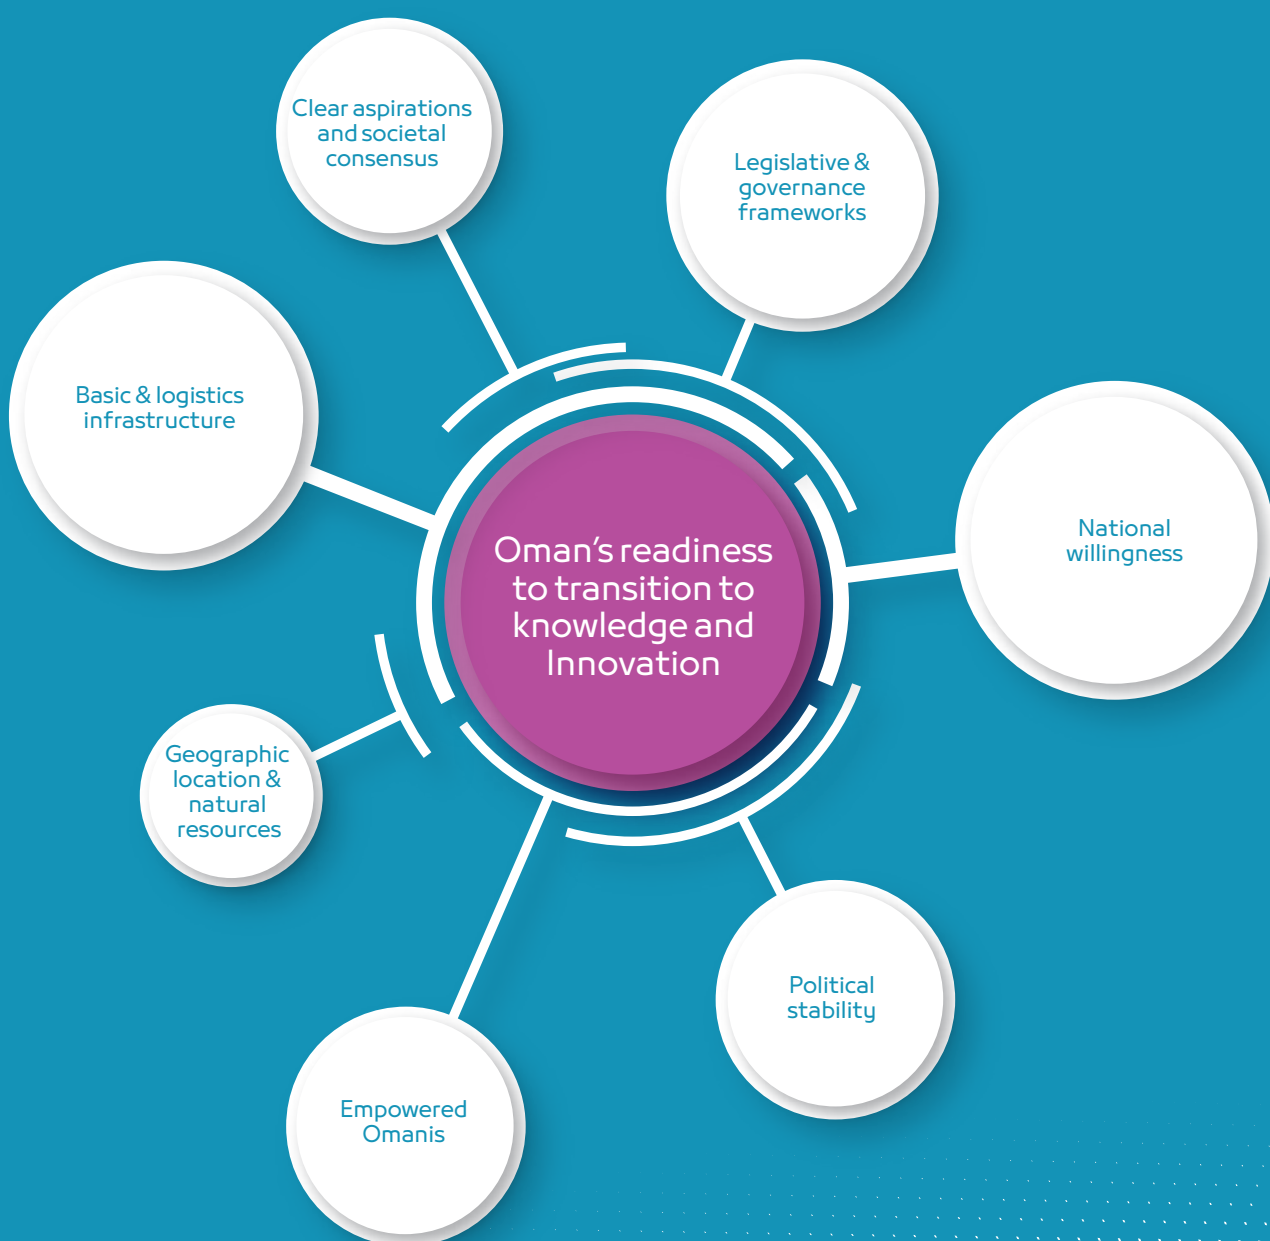 Clear aspirations
and societal
consensus
Legislative &
governance
frameworks
Basic & logistics
infrastructure
National
willingness
Oman's readiness
to transition to
knowledge and
Innovation
Geographic
location &
natural
resources
Political
stability
Empowered
Omanis